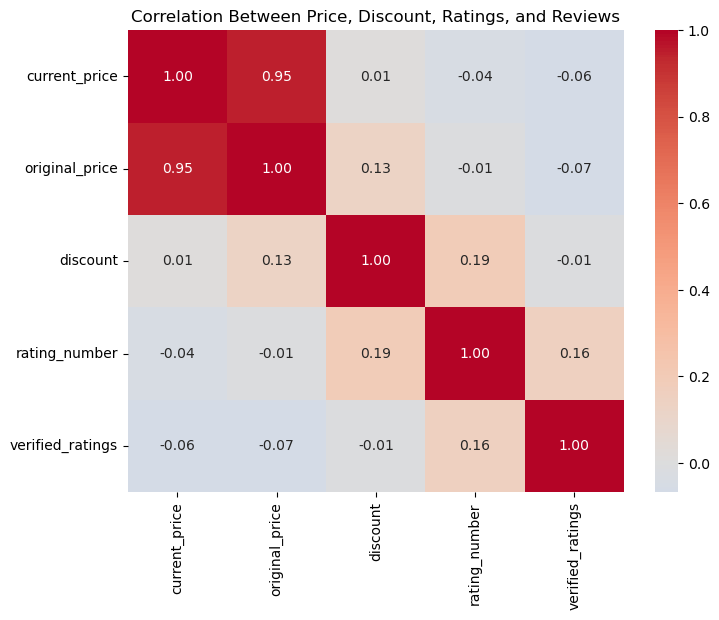 Correlation Between Price, Discount, Ratings, and Reviews
current_price 1.00 0.95 0.01 -0.04 -0.06
original_price 0.95 1.00 0.13 -0.01 -0.07
discount 0.01 0.13 1.00 0.19 -0.01
rating_number -0.04 -0.01 0.19 1.00 0.16
verified_ratings -0.06 -0.07 -0.01 0.16 1.00
current_price
original_price
discount
rating_number
verified_ratings
1.0
0.8
0.6
0.4
0.2
0.0